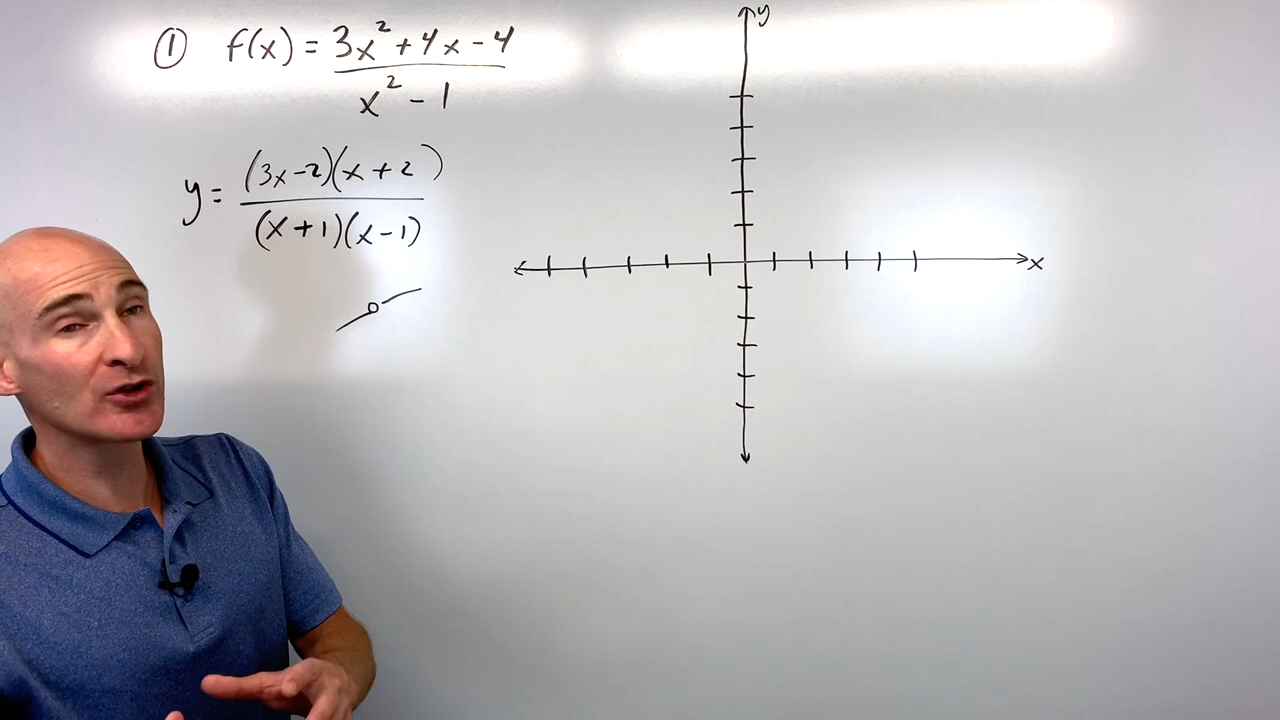 ① f(x) = 3x² + 4x - 4
x² - 1
y = (3x-2)(x+2)
(x+1)(x-1)
y
x